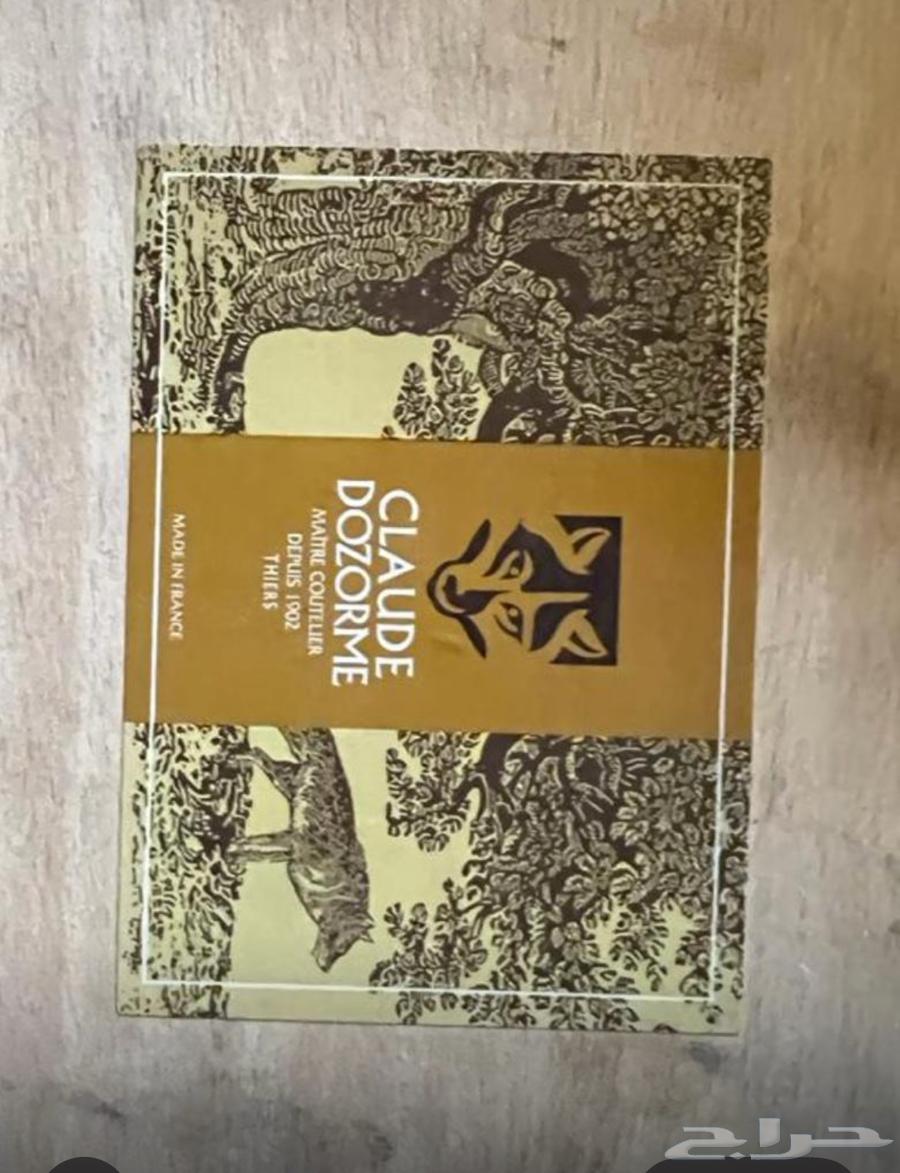 CLAUDE
DOZORME
MAÎTRE COUTELIER
DEPUIS 1902
THIERS
MADE IN FRANCE
حراج